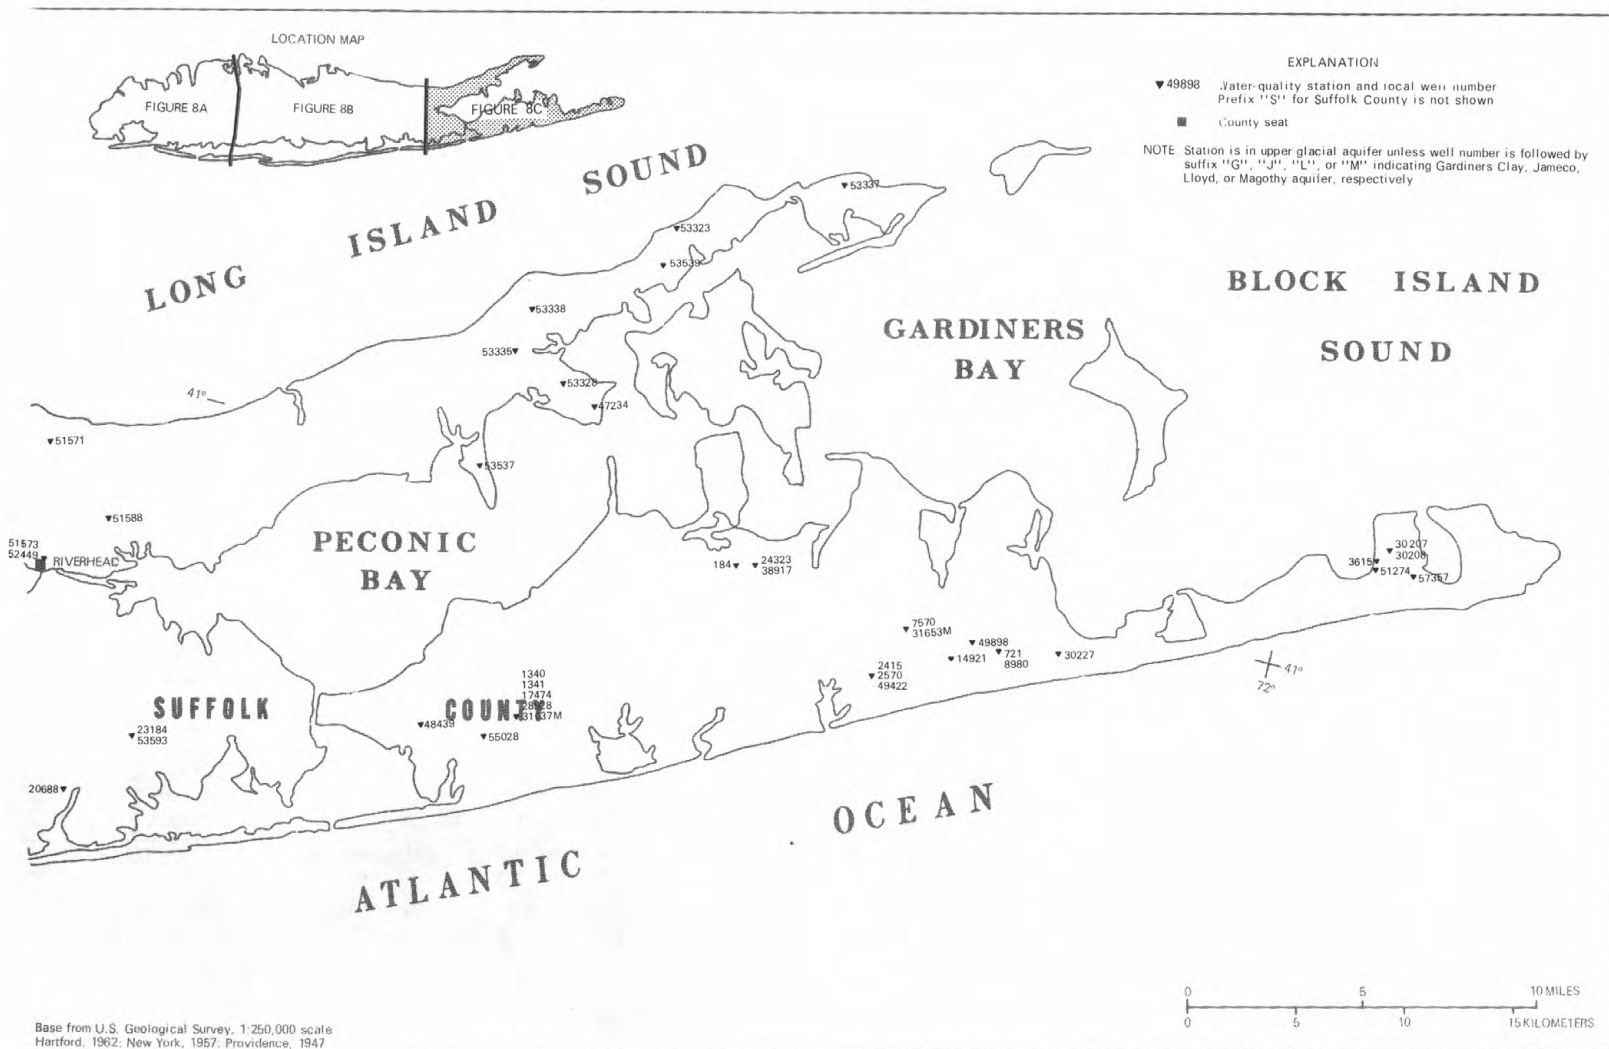 LOCATION MAP
FIGURE 8A
FIGURE 8B
FIGURE 8C
EXPLANATION
49898 Water-quality station and local well number
Prefix "S" for Suffolk County is not shown
County seat
NOTE Station is in upper glacial aquifer unless well number is followed by
suffix "G", "J", "L", or "M" indicating Gardiners Clay, Jameco,
Lloyd, or Magothy aquifer, respectively
LONG ISLAND SOUND
BLOCK ISLAND
SOUND
GARDINERS
BAY
53337
53323
53539
53338
53335
53328
47234
53537
41°
51571
51588
51573
52449
RIVERHEAD
PECONIC
BAY
184
24323
38917
30207
30208
3615
51274
57357
7570
31653M
49898
14921
721
8980
30227
2415
2570
49422
41°
72°
1340
1341
17474
31037M
SUFFOLK COUNTY
48439
55028
23184
53593
20688
ATLANTIC OCEAN
0 5 10 MILES
0 5 10 15 KILOMETERS
Base from U.S. Geological Survey, 1:250,000 scale
Hartford, 1962; New York, 1957; Providence, 1947